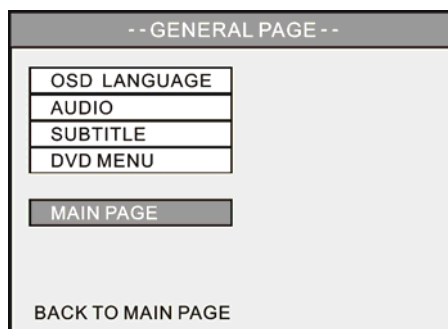 --GENERAL PAGE--
OSD LANGUAGE
AUDIO
SUBTITLE
DVD MENU
MAIN PAGE
BACK TO MAIN PAGE